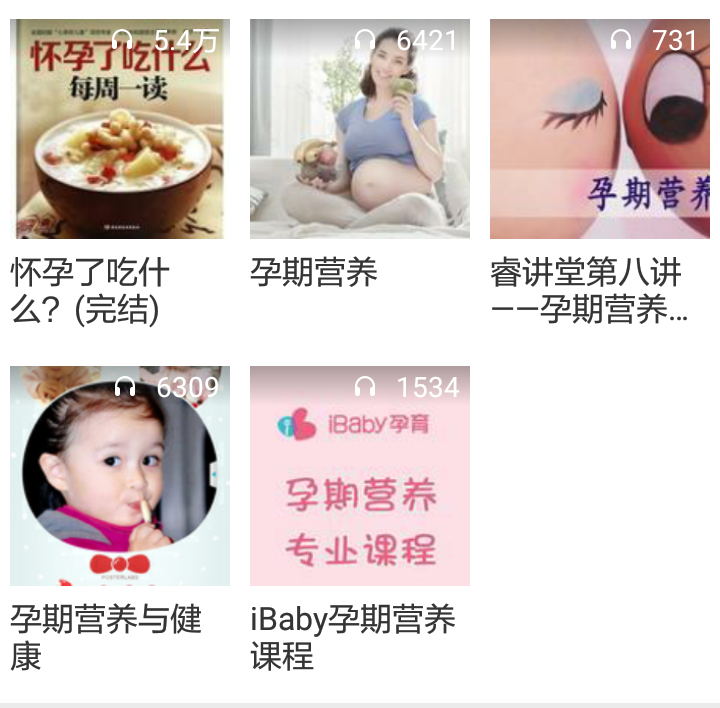 5.4万
怀孕了吃什么
每周一读
6421
731
孕期营养
怀孕了吃什
么？(完结)
孕期营养
睿讲堂第八讲
——孕期营养...
6309
POSTERLABS
1534
iBaby孕育
孕期营养
专业课程
孕期营养与健
康
iBaby孕期营养
课程